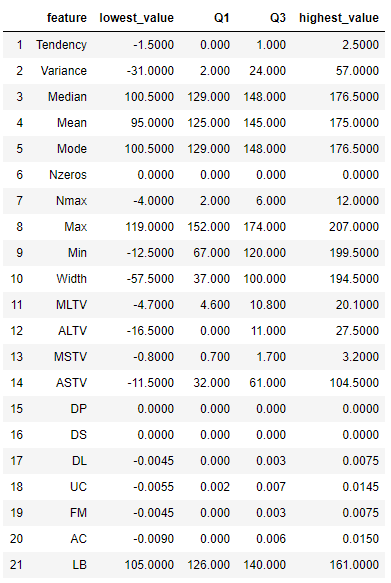 feature lowest_value Q1 Q3 highest_value
1 Tendency -1.5000 0.000 1.000 2.5000
2 Variance -31.0000 2.000 24.000 57.0000
3 Median 100.5000 129.000 148.000 176.5000
4 Mean 95.0000 125.000 145.000 175.0000
5 Mode 100.5000 129.000 148.000 176.5000
6 Nzeros 0.0000 0.000 0.000 0.0000
7 Nmax -4.0000 2.000 6.000 12.0000
8 Max 119.0000 152.000 174.000 207.0000
9 Min -12.5000 67.000 120.000 199.5000
10 Width -57.5000 37.000 100.000 194.5000
11 MLTV -4.7000 4.600 10.800 20.1000
12 ALTV -16.5000 0.000 11.000 27.5000
13 MSTV -0.8000 0.700 1.700 3.2000
14 ASTV -11.5000 32.000 61.000 104.5000
15 DP 0.0000 0.000 0.000 0.0000
16 DS 0.0000 0.000 0.000 0.0000
17 DL -0.0045 0.000 0.003 0.0075
18 UC -0.0055 0.002 0.007 0.0145
19 FM -0.0045 0.000 0.003 0.0075
20 AC -0.0090 0.000 0.006 0.0150
21 LB 105.0000 126.000 140.000 161.0000